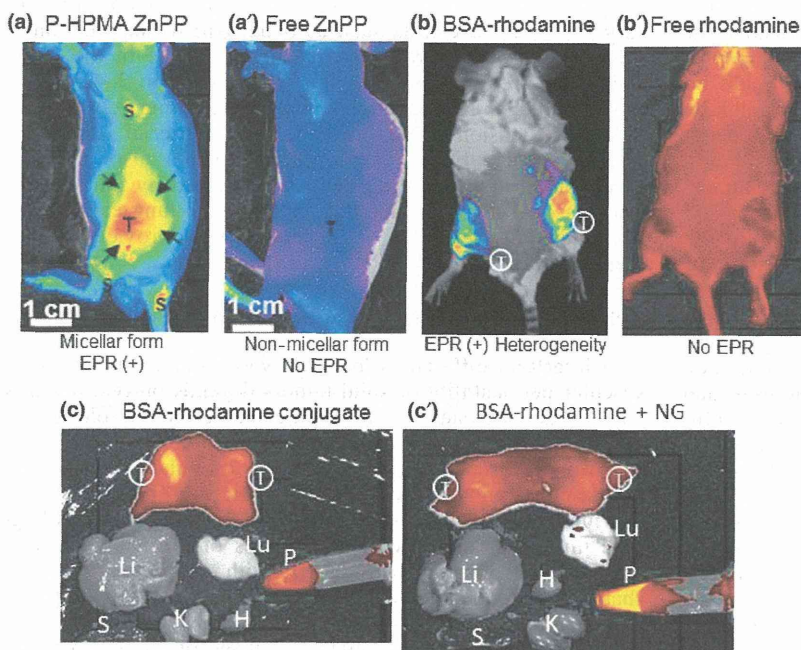 (a) P-HPMA ZnPP
(a′) Free ZnPP
(b) BSA-rhodamine
(b′) Free rhodamine
S
T
S
S
1 cm
T
1 cm
T
T
Micellar form
EPR (+)
Non-micellar form
No EPR
EPR (+) Heterogeneity
No EPR
(c) BSA-rhodamine conjugate
(c′) BSA-rhodamine + NG
T
T
Li
Lu
P
S
K
H
T
T
Li
Lu
H
P
S
K